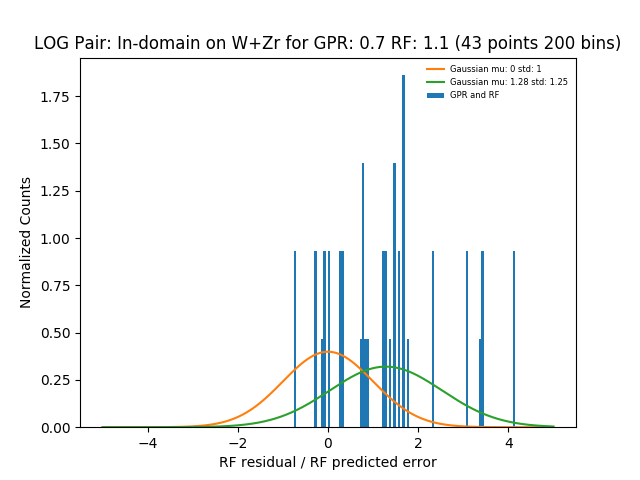 LOG Pair: In-domain on W+Zr for GPR: 0.7 RF: 1.1 (43 points 200 bins)
Gaussian mu: 0 std: 1
Gaussian mu: 1.28 std: 1.25
GPR and RF
Normalized Counts
1.75
1.50
1.25
1.00
0.75
0.50
0.25
0.00
−4
−2
0
2
4
RF residual / RF predicted error